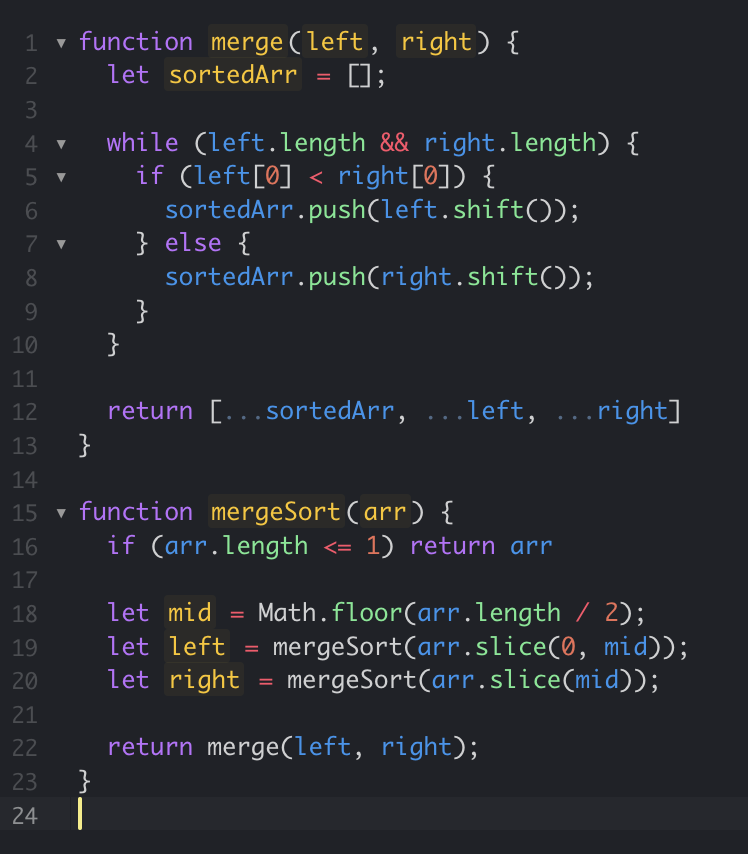 1 ▼ function merge(left, right) {
2   let sortedArr = [];
3
4 ▼   while (left.length && right.length) {
5 ▼     if (left[0] < right[0]) {
6       sortedArr.push(left.shift());
7 ▼     } else {
8       sortedArr.push(right.shift());
9     }
10   }
11
12   return [...sortedArr, ...left, ...right]
13 }
14
15 ▼ function mergeSort(arr) {
16   if (arr.length <= 1) return arr
17
18   let mid = Math.floor(arr.length / 2);
19   let left = mergeSort(arr.slice(0, mid));
20   let right = mergeSort(arr.slice(mid));
21
22   return merge(left, right);
23 }
24